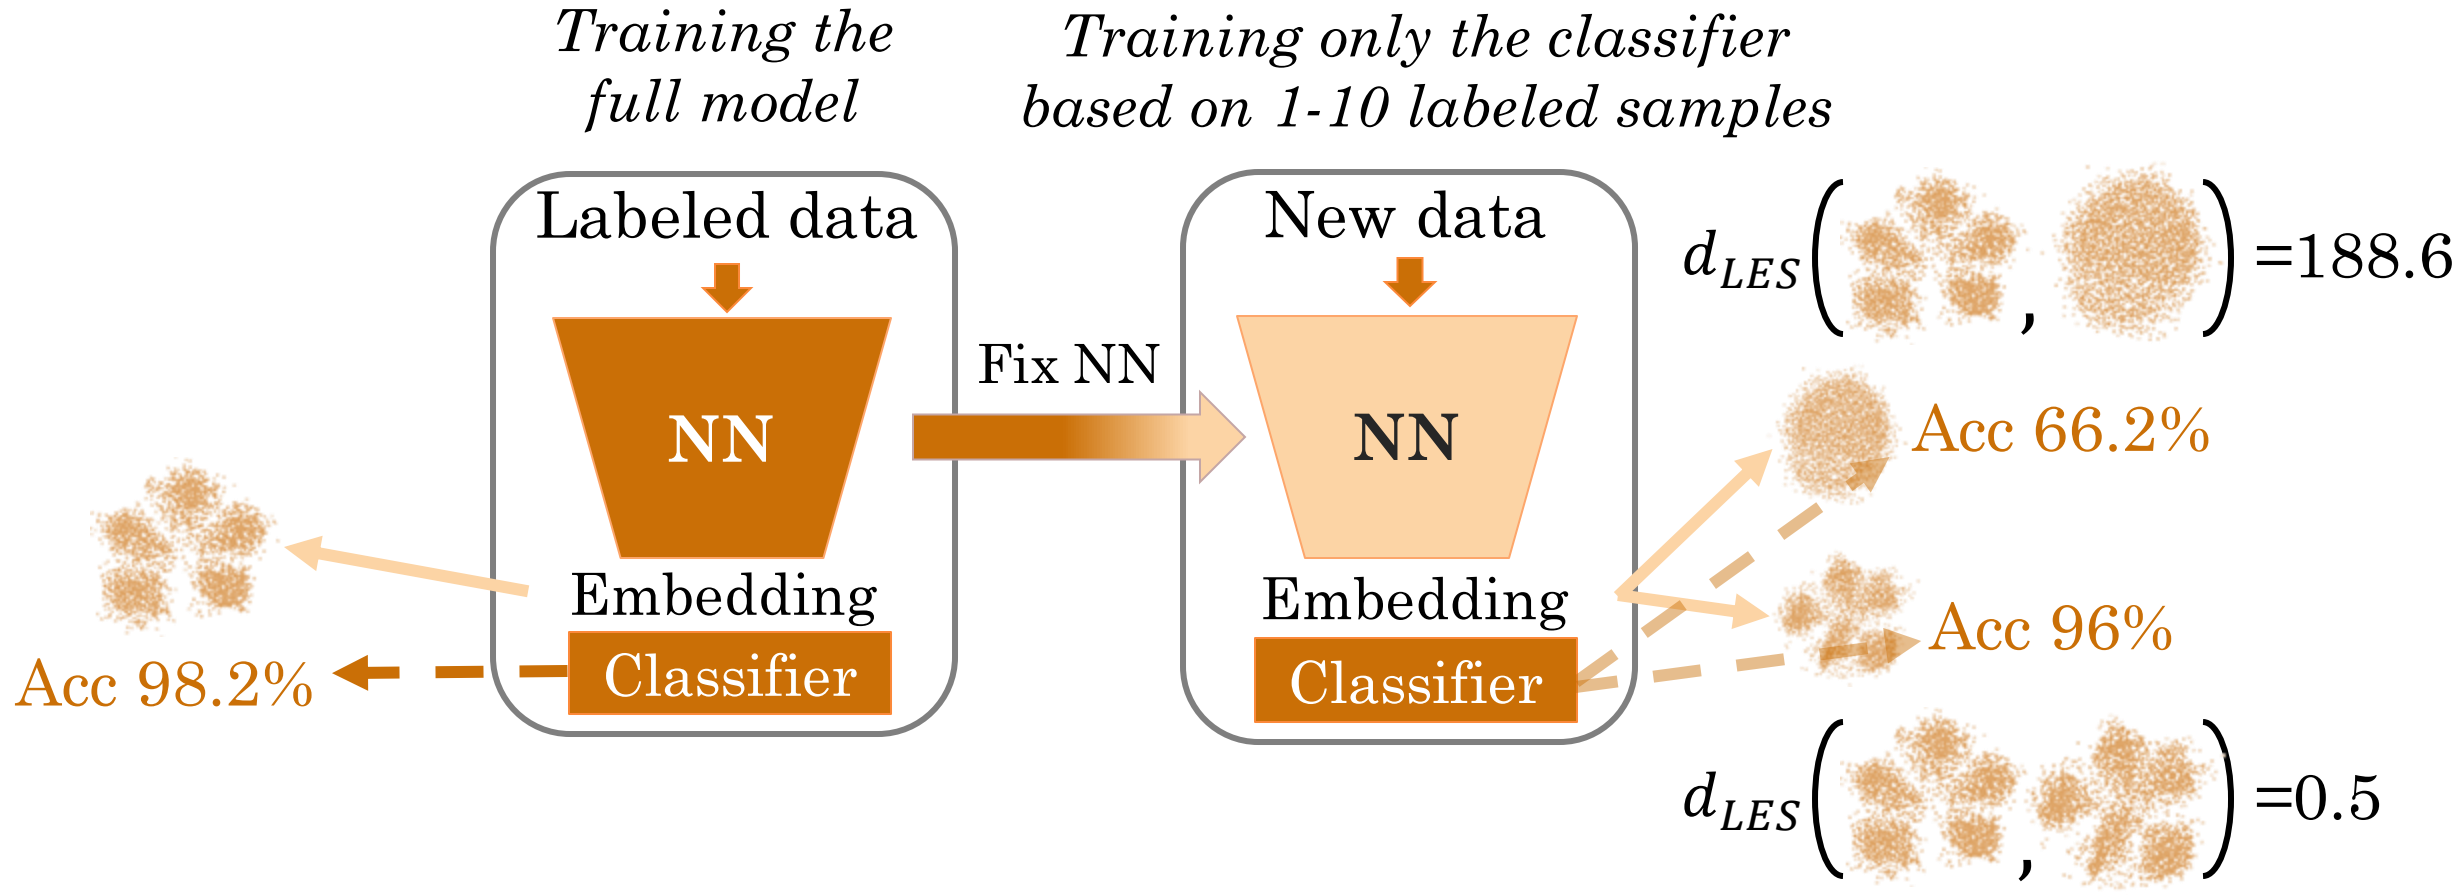 Training the
full model
Training only the classifier
based on 1-10 labeled samples
Labeled data
NN
Embedding
Classifier
Acc 98.2%
Fix NN
New data
NN
Embedding
Classifier
d_LES ( , ) =188.6
Acc 66.2%
Acc 96%
d_LES ( , ) =0.5